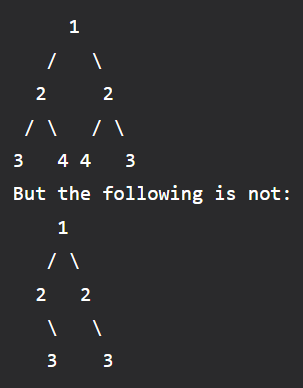 1
/ \
2 2
/ \ / \
3 4 4 3
But the following is not:
1
/ \
2 2
\ \
3 3